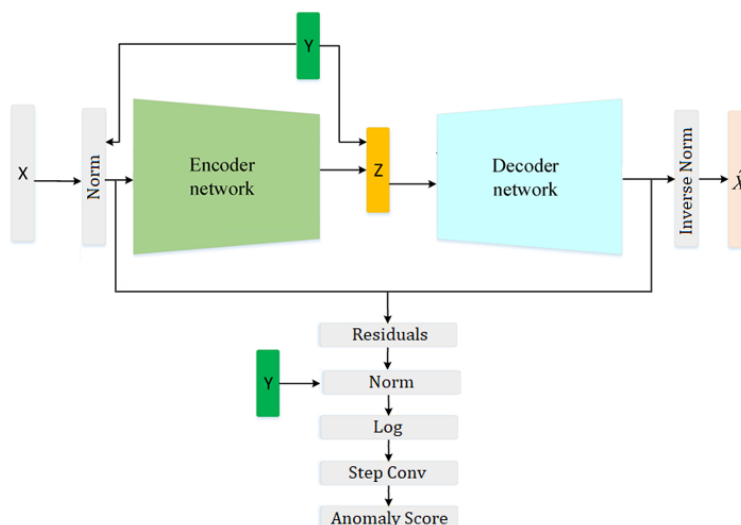 Y
X
Norm
Encoder
network
Z
Decoder
network
Inverse Norm
X̂
Residuals
Y
Norm
Log
Step Conv
Anomaly Score